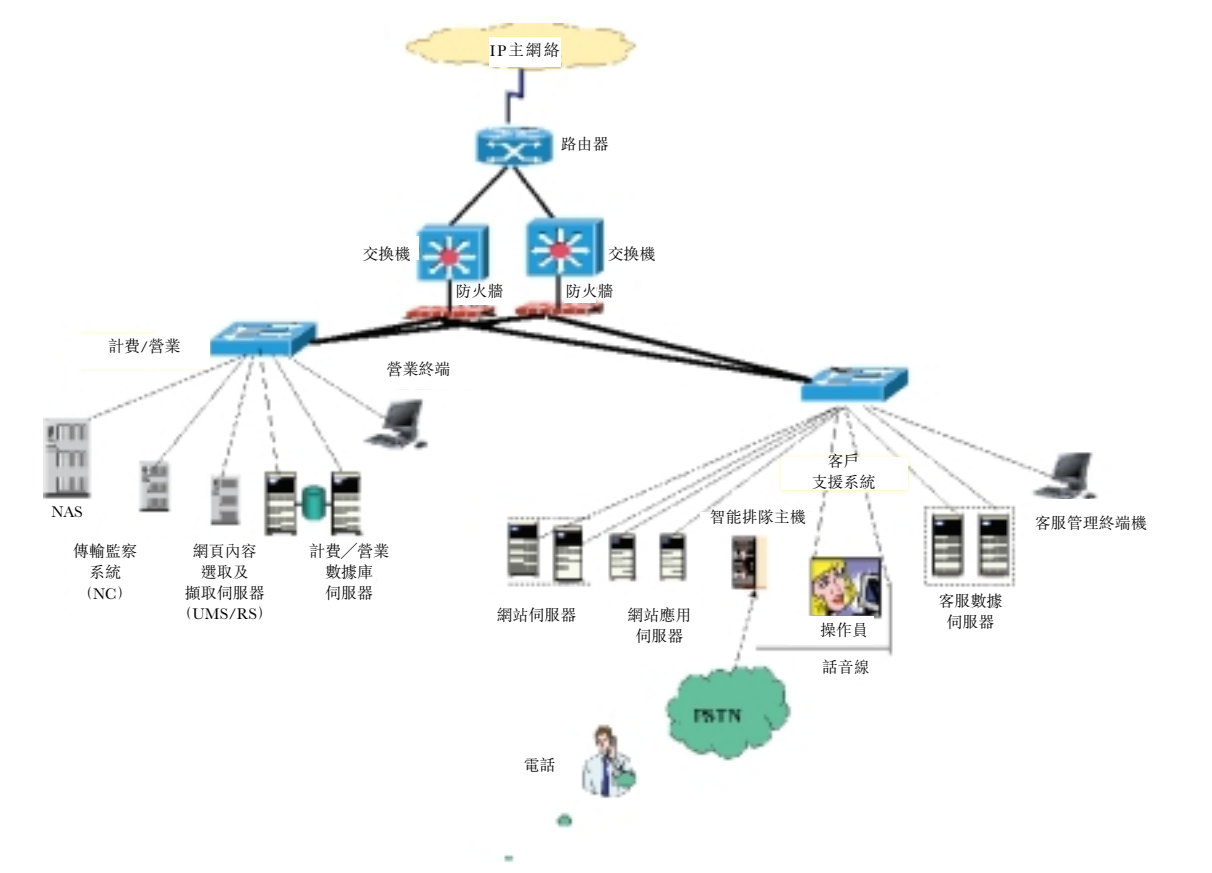 IP主網絡
路由器
交換機
交換機
防火牆
防火牆
計費/營業
營業終端
客戶
支援系統
NAS
智能排隊主機
客服管理終端機
傳輸監察
系統
(NC)
網頁內容
選取及
擷取伺服器
(UMS/RS)
計費／營業
數據庫
伺服器
網站伺服器
網站應用
伺服器
操作員
客服數據
伺服器
話音線
PSTN
電話